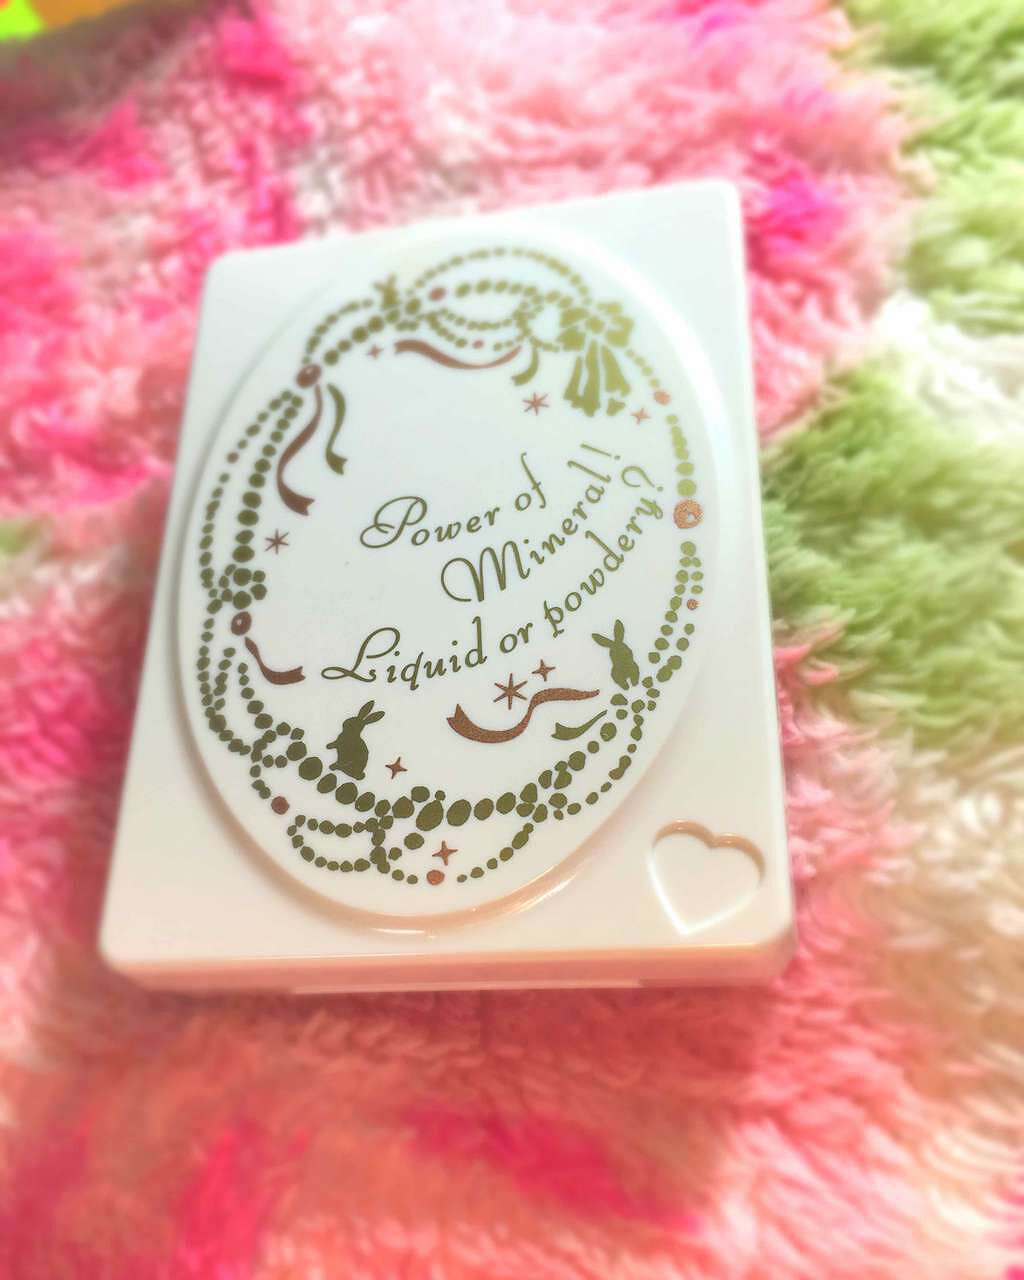 Power of
Mineral!
Liquid or powdery?